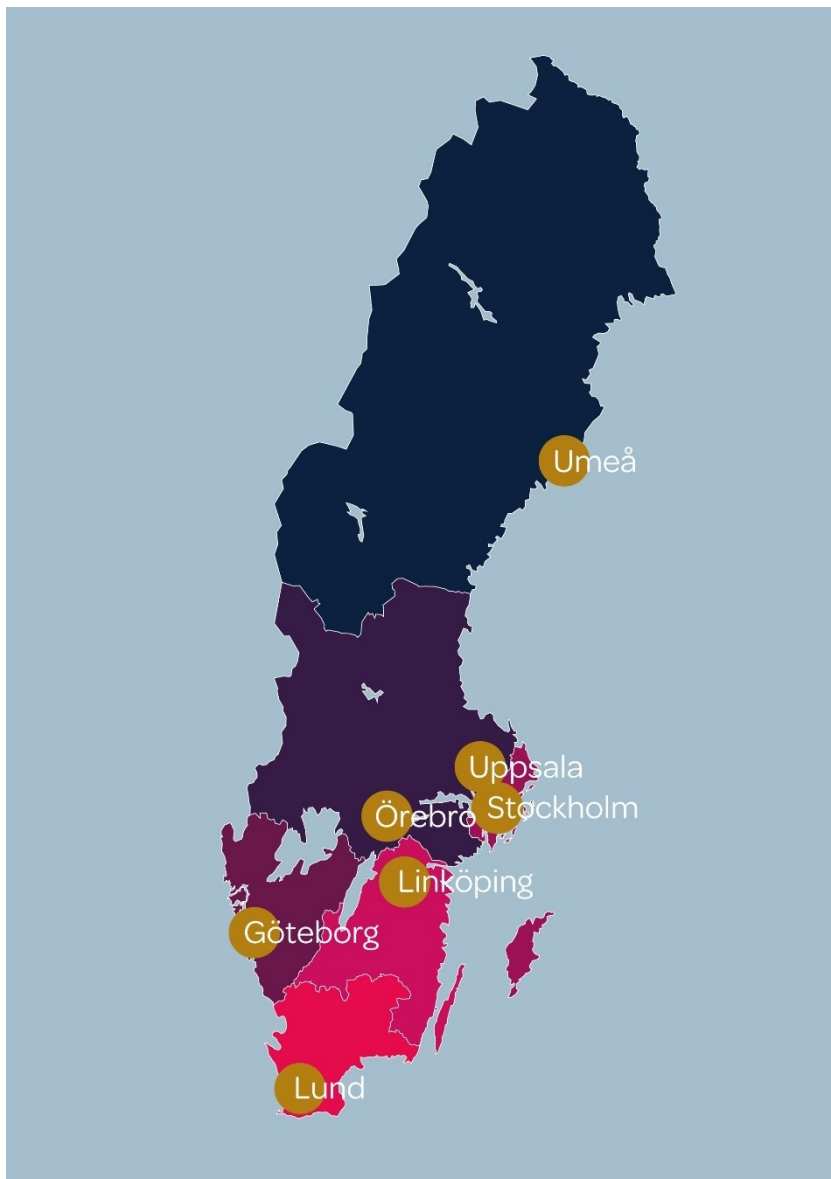 Umeå
Uppsala
Stockholm
Örebro
Linköping
Göteborg
Lund